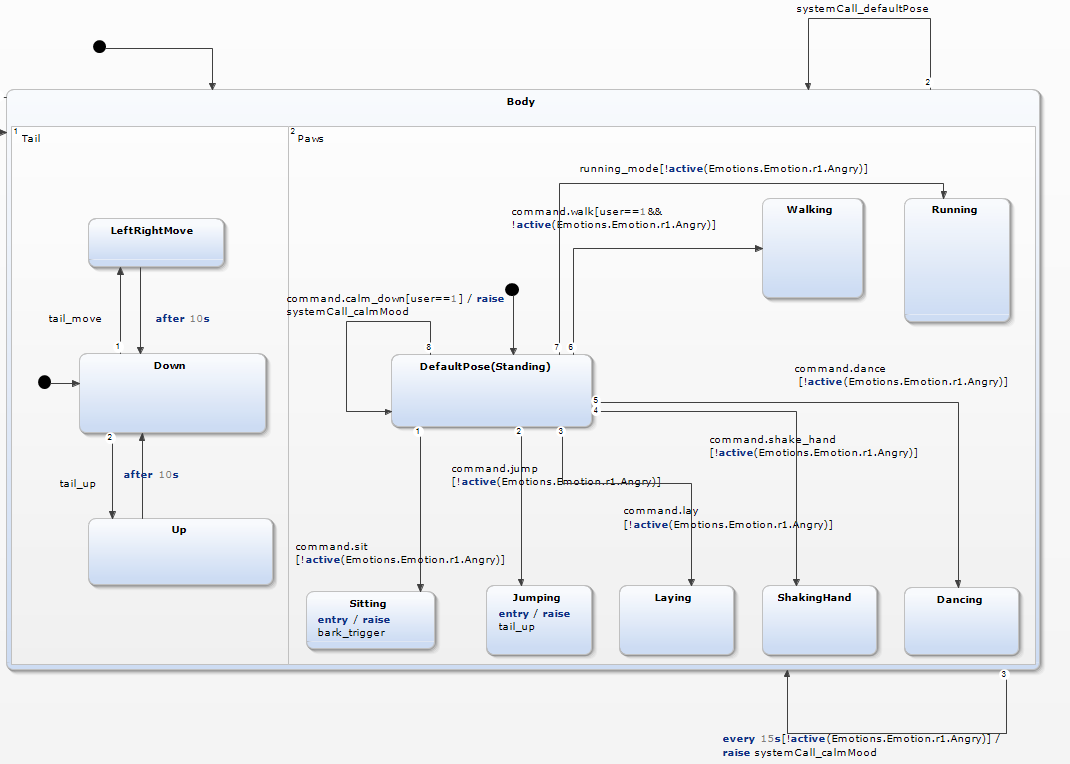 systemCall_defaultPose
2
Body
1
Tail
2
Paws
running_mode[!active(Emotions.Emotion.r1.Angry)]
command.walk[user==1&&
!active(Emotions.Emotion.r1.Angry)]
Walking
Running
LeftRightMove
command.calm_down[user==1] / raise
systemCall_calmMood
tail_move
after 10s
1
8
7
6
Down
DefaultPose(Standing)
command.dance
[!active(Emotions.Emotion.r1.Angry)]
5
4
2
1
2
3
command.shake_hand
[!active(Emotions.Emotion.r1.Angry)]
command.jump
[!active(Emotions.Emotion.r1.Angry)]
after 10s
tail_up
command.lay
[!active(Emotions.Emotion.r1.Angry)]
Up
command.sit
[!active(Emotions.Emotion.r1.Angry)]
Sitting
entry / raise
bark_trigger
Jumping
entry / raise
tail_up
Laying
ShakingHand
Dancing
3
every 15s[!active(Emotions.Emotion.r1.Angry)] /
raise systemCall_calmMood